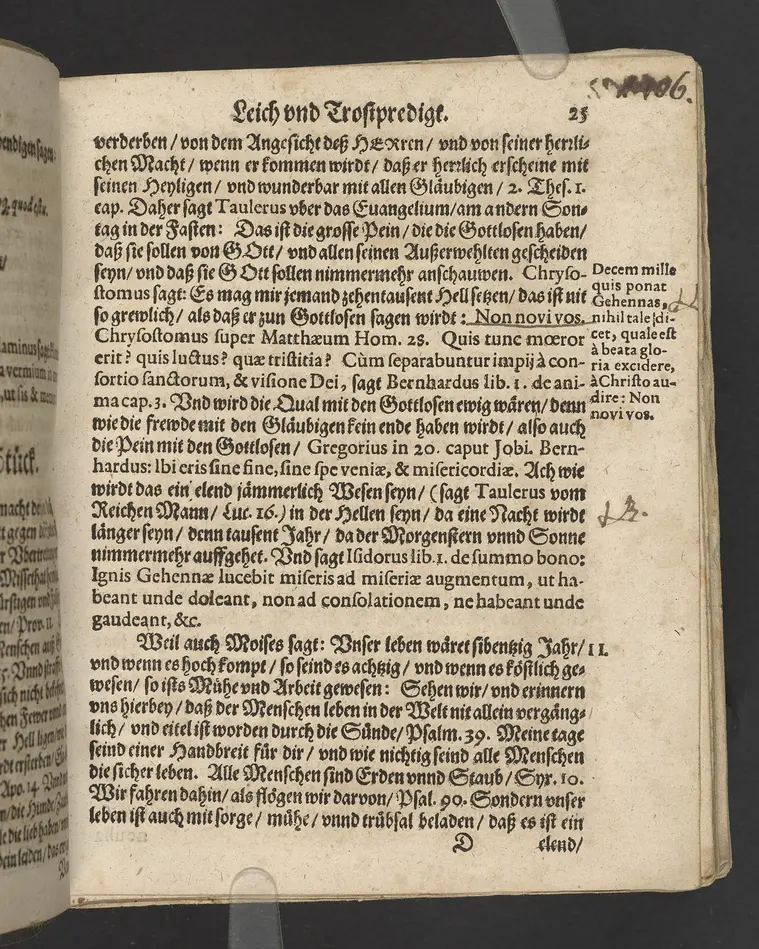 Leich vnd Trostpredigt. 25
verderben / von dem Angesicht deß HERren / vnd von seiner herrli-
chen Macht / wenn er kommen wirdt / daß er herrlich erscheine mit
seinen Heyligen / vnd wunderbar mit allen Gläubigen / 2. Thes. 1.
cap. Daher sagt Taulerus vber das Euangelium / am andern Son-
tag in der Fasten: Das ist die grosse Pein / die die Gottlosen haben /
daß sie sollen von GOtt / vnd allen seinen Außerwehlten gescheiden
seyn / vnd daß sie GOtt sollen nimmermehr anschauwen. Chryso-
stomus sagt: Es mag mir jemand zehentausent Hell setzen / das ist nit
so grewlich / als daß er zun Gottlosen sagen wirdt: Non novi vos.
Chrysostomus super Matthæum Hom. 28. Quis tunc mœror
erit? quis luctus? quæ tristitia? Cùm separabuntur impij à con-
sortio sanctorum, & visione Dei, sagt Bernhardus lib. 1. de ani-
ma cap. 3. Vnd wird die Qual mit den Gottlosen ewig wären / denn
wie die frewde mit den Gläubigen kein ende haben wirdt / also auch
die Pein mit den Gottlosen / Gregorius in 20. caput Jobi. Bern-
hardus: Ibi eris sine fine, sine spe veniæ, & misericordiæ. Ach wie
wirdt das ein elend jämmerlich Wesen seyn / (sagt Taulerus vom
Reichen Mann / Luc. 16.) in der Hellen seyn / da eine Nacht wirdt
länger seyn / denn tausent Jahr / da der Morgenstern vnnd Sonne
nimmermehr auffgehet. Vnd sagt Isidorus lib. 1. de summo bono:
Ignis Gehennæ lucebit miseris ad miseriæ augmentum, ut ha-
beant unde doleant, non ad consolationem, ne habeant unde
gaudeant, &c.
Weil auch Moises sagt: Vnser leben wäret sibentzig Jahr /
vnd wenn es hoch kompt / so seind es achtzig / vnd wenn es köstlich ge-
wesen / so ists Mühe vnd Arbeit gewesen: Sehen wir / vnd erinnern
vns hierbey / daß der Menschen leben in der Welt nit allein vergäng-
lich / vnd eitel ist worden durch die Sünde / Psalm. 39. Meine tage
seind einer Handbreit für dir / vnd wie nichtig seind alle Menschen
die sicher leben. Alle Menschen sind Erden vnnd Staub / Syr. 10.
Wir fahren dahin / als flögen wir darvon / Psal. 90. Sondern vnser
leben ist auch mit sorge / mühe / vnnd trübsal beladen / daß es ist ein
D elend /
Decem mille
quis ponat
Gehennas,
nihil tale di-
cet, quale est
à beata glo-
ria excidere,
à Christo au-
dire: Non
novi vos.
II.